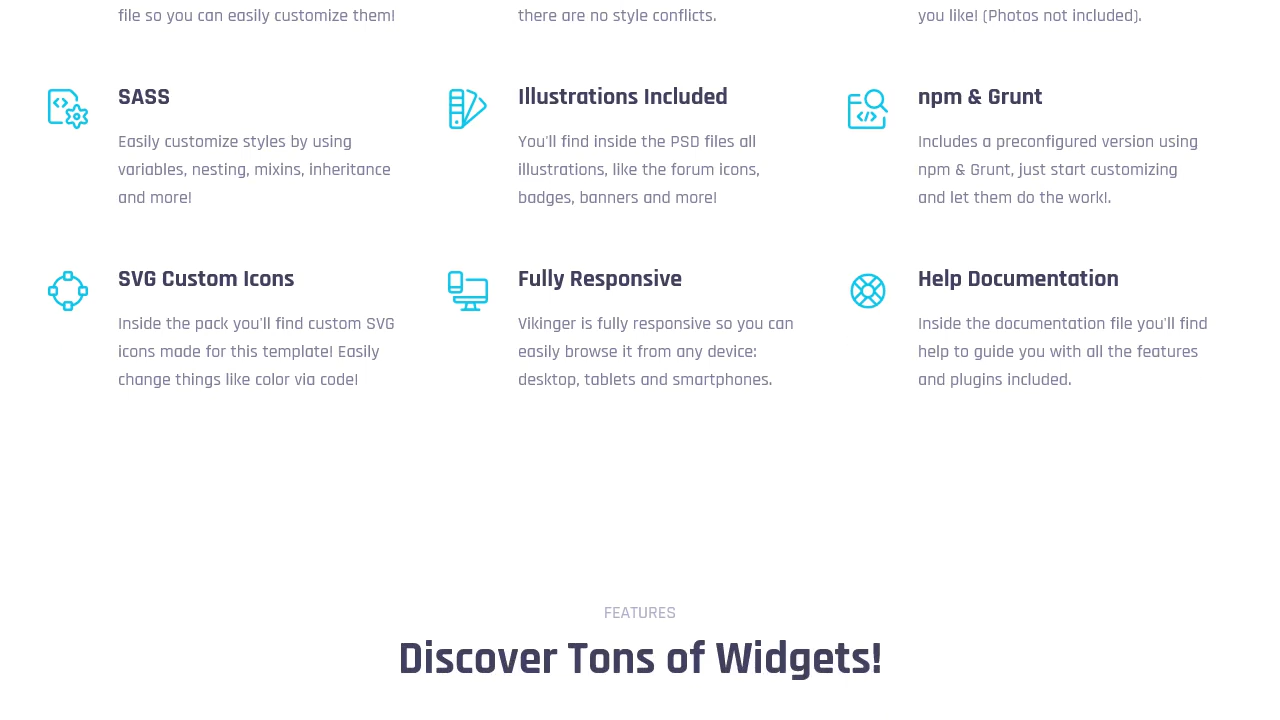 file so you can easily customize them!
there are no style conflicts.
you like! (Photos not included).
SASS
Easily customize styles by using
variables, nesting, mixins, inheritance
and more!
Illustrations Included
You'll find inside the PSD files all
illustrations, like the forum icons,
badges, banners and more!
npm & Grunt
Includes a preconfigured version using
npm & Grunt, just start customizing
and let them do the work!.
SVG Custom Icons
Inside the pack you'll find custom SVG
icons made for this template! Easily
change things like color via code!
Fully Responsive
Vikinger is fully responsive so you can
easily browse it from any device:
desktop, tablets and smartphones.
Help Documentation
Inside the documentation file you'll find
help to guide you with all the features
and plugins included.
FEATURES
Discover Tons of Widgets!